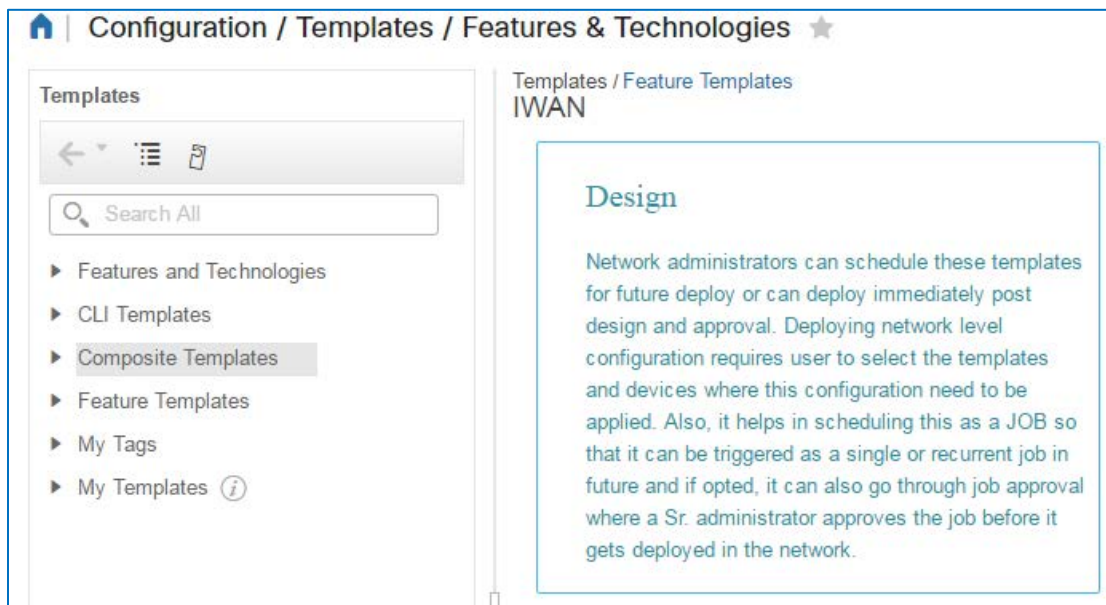 Configuration / Templates / Features & Technologies
Templates
Search All
Features and Technologies
CLI Templates
Composite Templates
Feature Templates
My Tags
My Templates
Templates / Feature Templates
IWAN
Design
Network administrators can schedule these templates
for future deploy or can deploy immediately post
design and approval. Deploying network level
configuration requires user to select the templates
and devices where this configuration need to be
applied. Also, it helps in scheduling this as a JOB so
that it can be triggered as a single or recurrent job in
future and if opted, it can also go through job approval
where a Sr. administrator approves the job before it
gets deployed in the network.